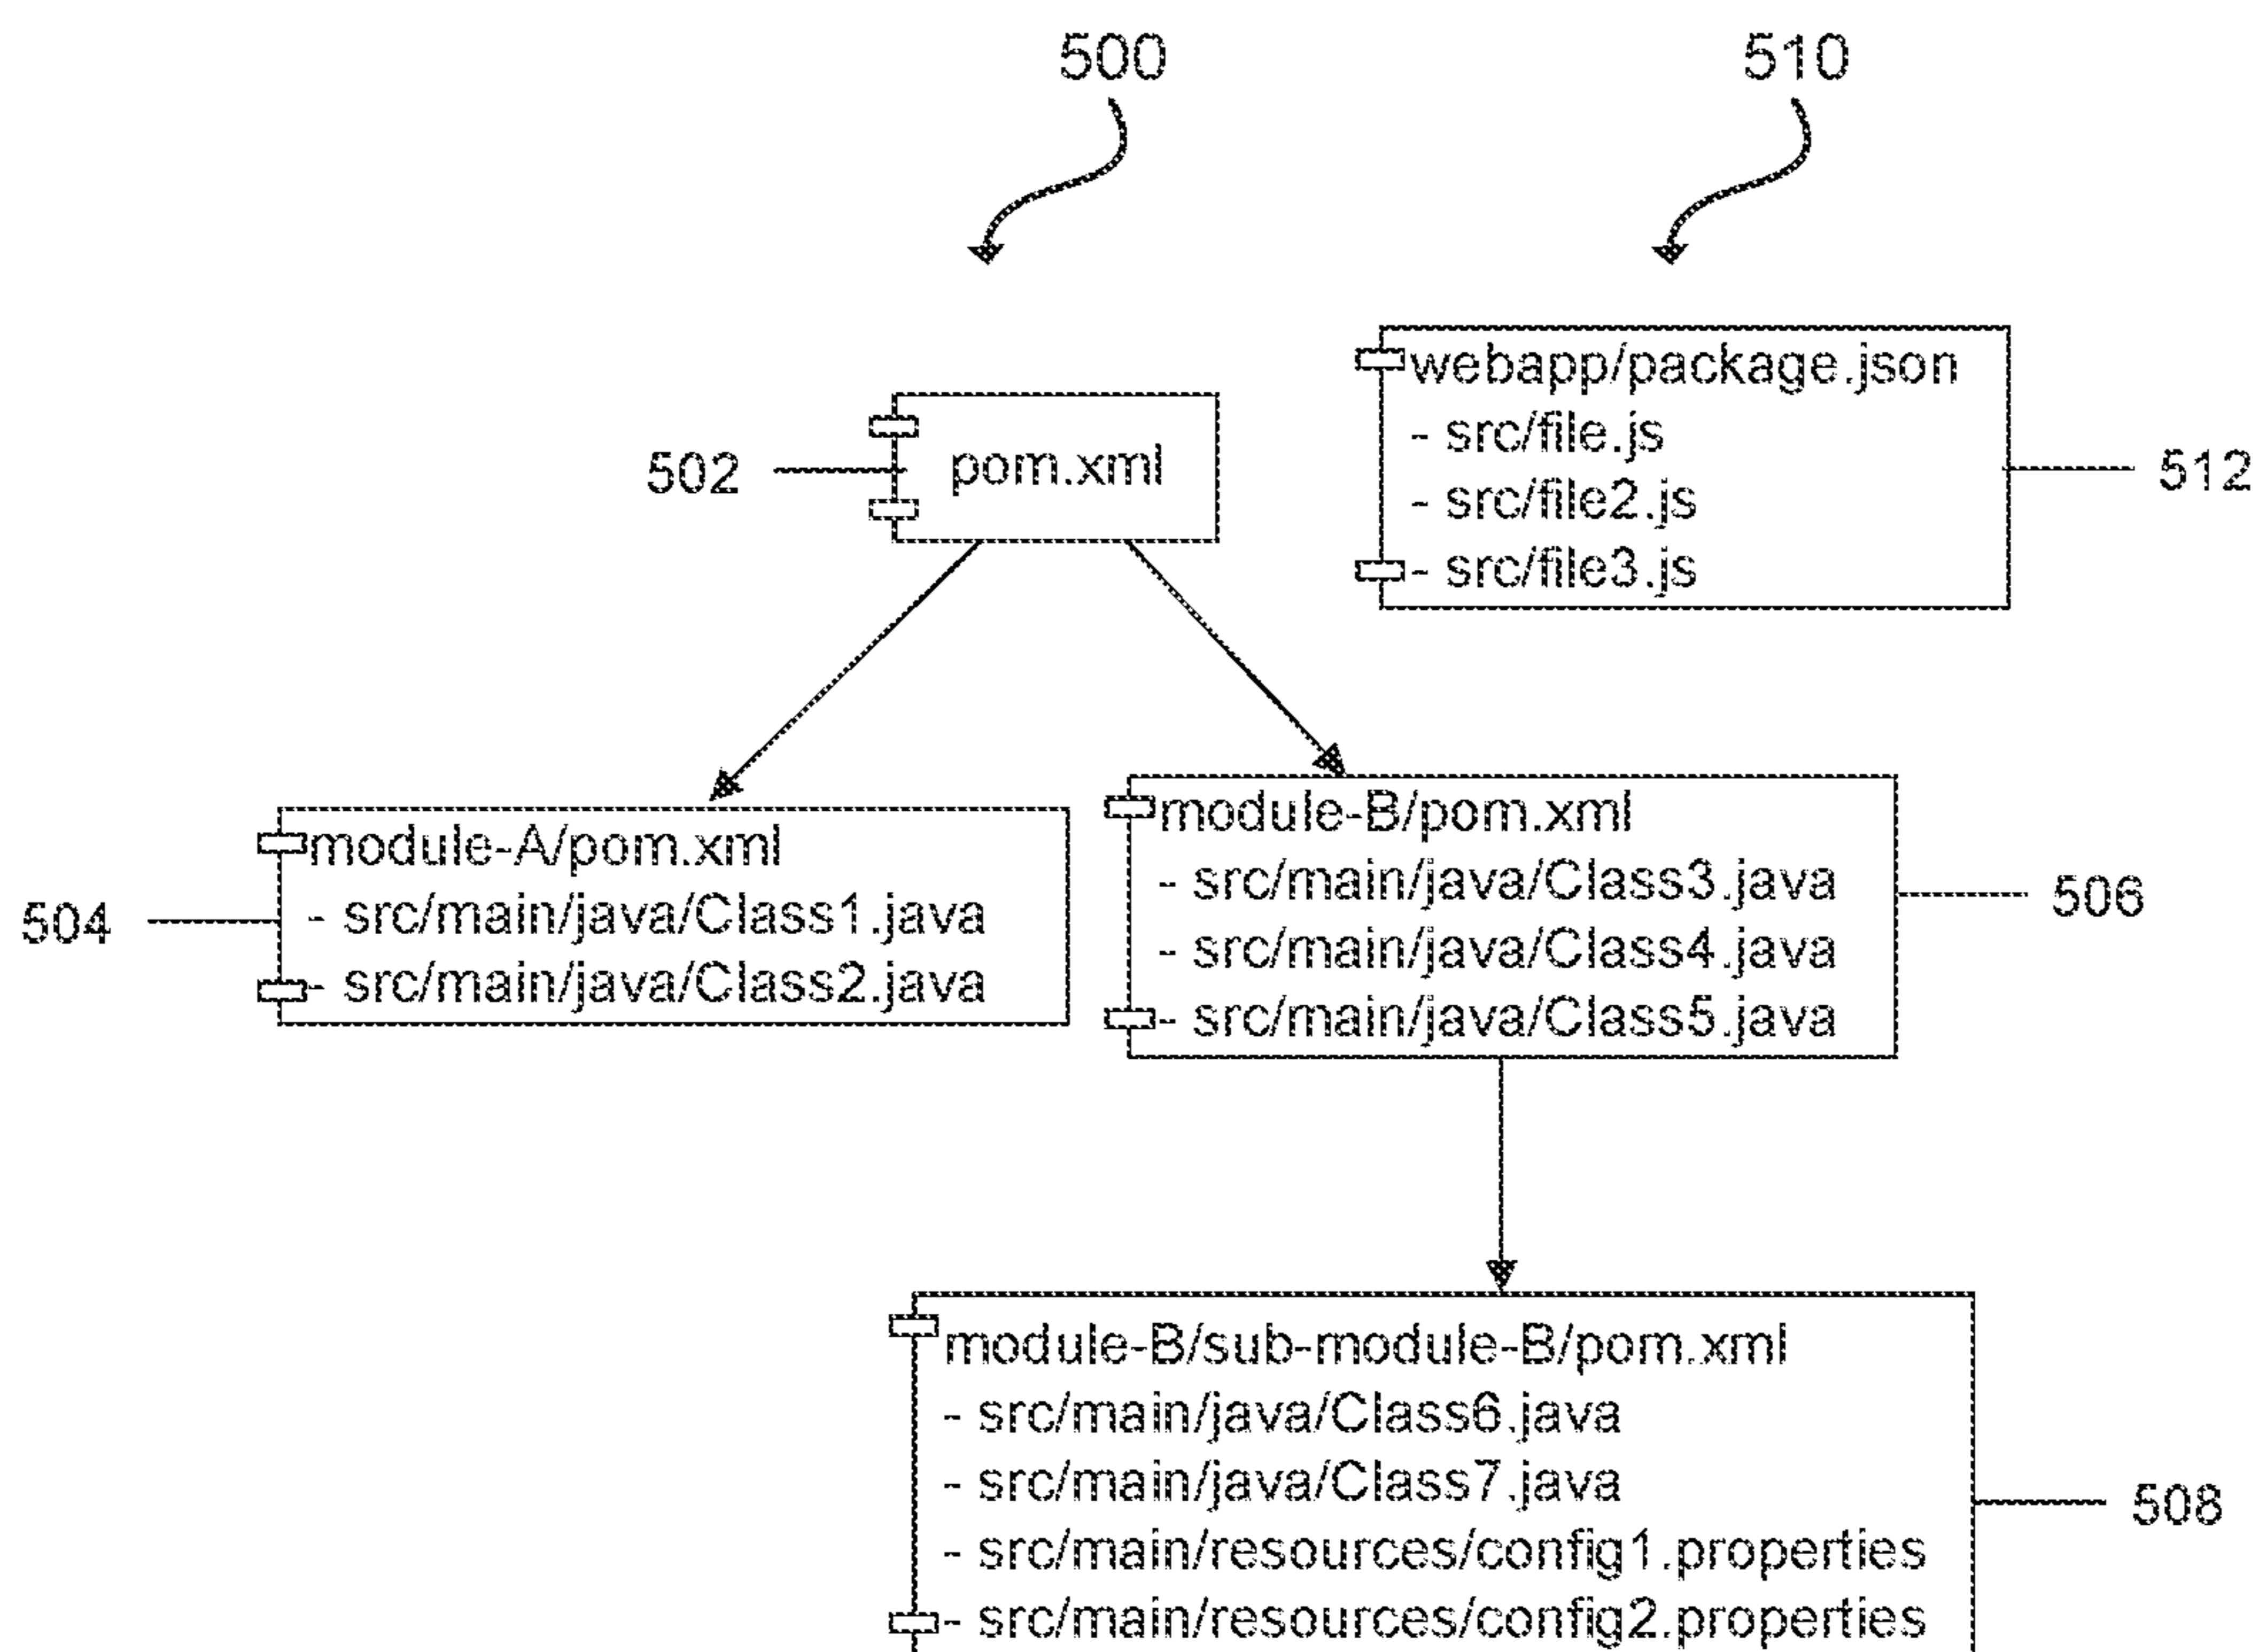 500
510
webapp/package.json
- src/file.js
- src/file2.js
- src/file3.js
512
502
pom.xml
module-A/pom.xml
- src/main/java/Class1.java
- src/main/java/Class2.java
504
module-B/pom.xml
- src/main/java/Class3.java
- src/main/java/Class4.java
- src/main/java/Class5.java
506
module-B/sub-module-B/pom.xml
- src/main/java/Class6.java
- src/main/java/Class7.java
- src/main/resources/config1.properties
- src/main/resources/config2.properties
508